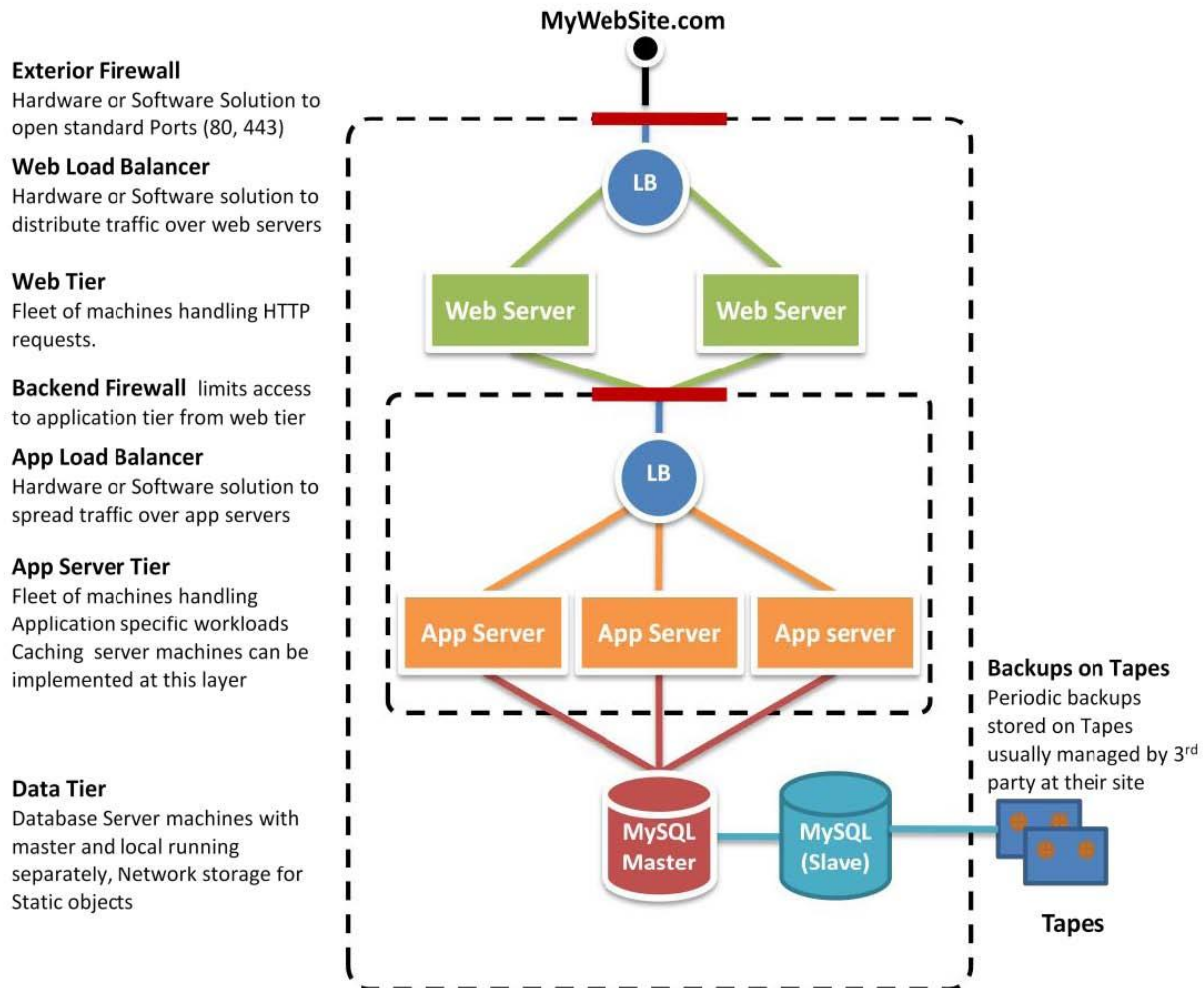 MyWebSite.com
Exterior Firewall
Hardware or Software Solution to
open standard Ports (80, 443)
Web Load Balancer
Hardware or Software solution to
distribute traffic over web servers
LB
Web Tier
Fleet of machines handling HTTP
requests.
Web Server
Web Server
Backend Firewall limits access
to application tier from web tier
App Load Balancer
Hardware or Software solution to
spread traffic over app servers
LB
App Server Tier
Fleet of machines handling
Application specific workloads
Caching server machines can be
implemented at this layer
App Server
App Server
App server
Backups on Tapes
Periodic backups
stored on Tapes
usually managed by 3rd
party at their site
Data Tier
Database Server machines with
master and local running
separately, Network storage for
Static objects
MySQL
Master
MySQL
(Slave)
Tapes